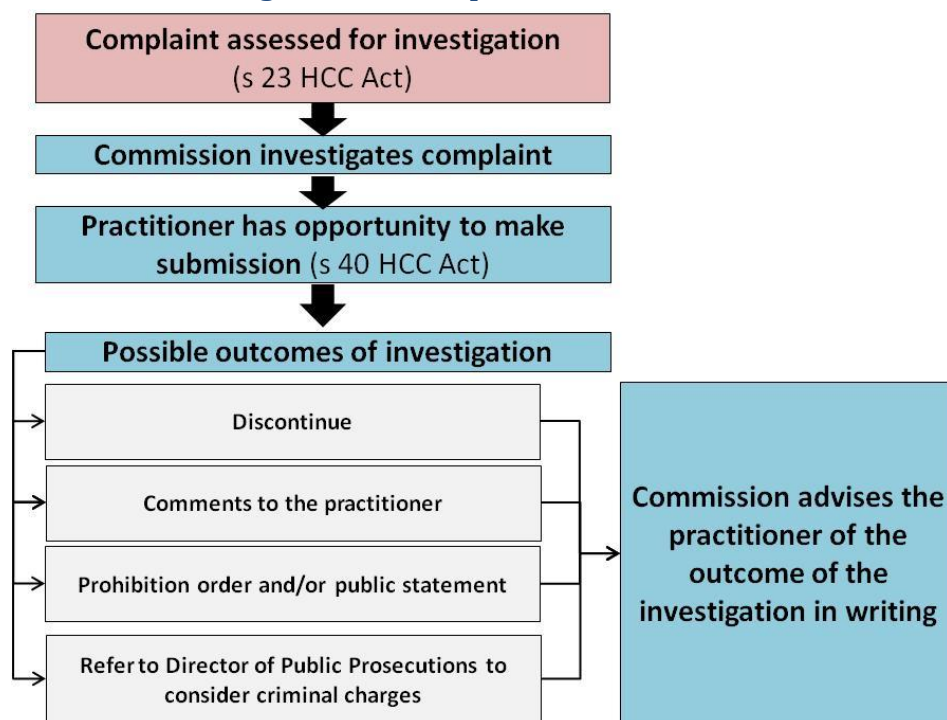 Complaint assessed for investigation
(s 23 HCC Act)
Commission investigates complaint
Practitioner has opportunity to make
submission (s 40 HCC Act)
Possible outcomes of investigation
Discontinue
Comments to the practitioner
Prohibition order and/or public statement
Refer to Director of Public Prosecutions to
consider criminal charges
Commission advises the
practitioner of the
outcome of the
investigation in writing